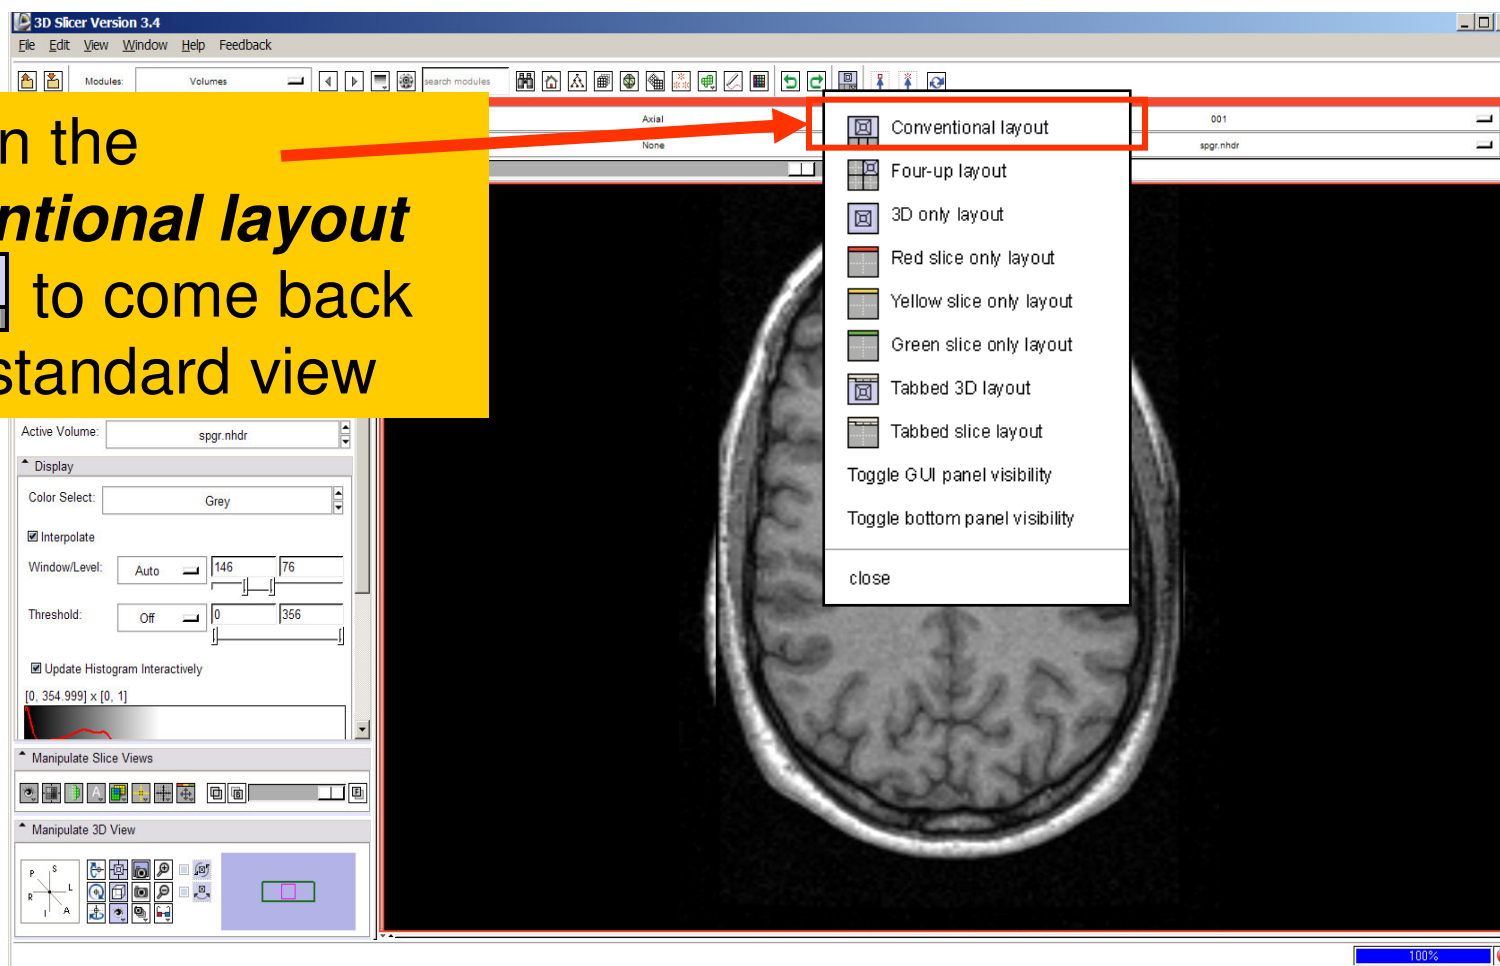 3D Slicer Version 3.4
File Edit View Window Help Feedback
Modules: Volumes search modules
Axial 001
None spgr.nhdr
n the
ntional layout
to come back
standard view
Conventional layout
Four-up layout
3D only layout
Red slice only layout
Yellow slice only layout
Green slice only layout
Tabbed 3D layout
Tabbed slice layout
Toggle GUI panel visibility
Toggle bottom panel visibility
close
Active Volume: spgr.nhdr
Display
Color Select: Grey
Interpolate
Window/Level: Auto 146 76
Threshold: Off 0 356
Update Histogram Interactively
[0, 354.999] x [0, 1]
Manipulate Slice Views
Manipulate 3D View
P S
R L
I A
100%